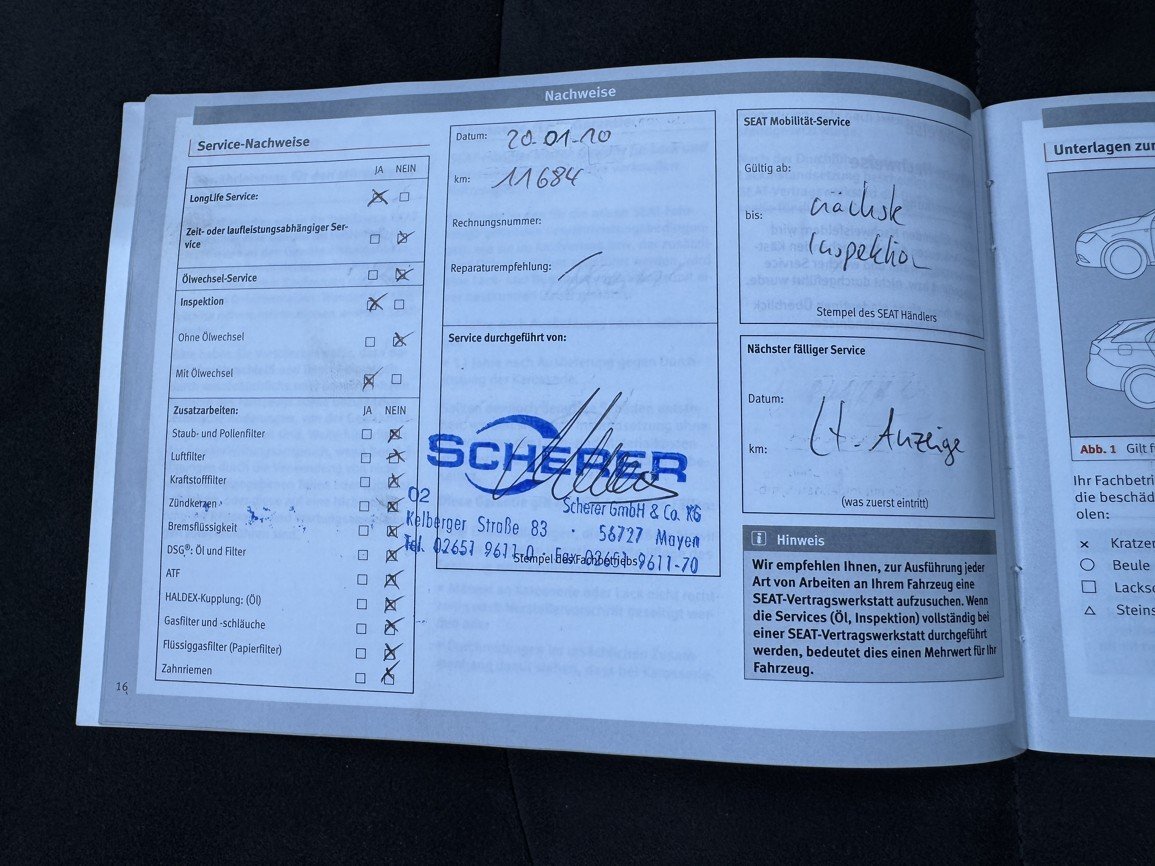 Nachweise
Service-Nachweise
JA NEIN
LongLife Service:
Zeit- oder laufleistungsabhängiger Ser-
vice
Ölwechsel-Service
Inspektion
Ohne Ölwechsel
Mit Ölwechsel
Zusatzarbeiten: JA NEIN
Staub- und Pollenfilter
Luftfilter
Kraftstofffilter
Zündkerzen
Bremsflüssigkeit
DSG®: Öl und Filter
ATF
HALDEX-Kupplung: (Öl)
Gasfilter und -schläuche
Flüssiggasfilter (Papierfilter)
Zahnriemen
16
Datum: 20-01-20
km: 11684
Rechnungsnummer:
Reparaturempfehlung:
Service durchgeführt von:
SCHERER
02 Scherer GmbH & Co. KG
Kelberger Straße 83 · 56727 Mayen
Tel. 02651 9611-0 · Fax 02651 9611-70
Stempel des Fachbetriebs
SEAT Mobilität-Service
Gültig ab:
bis: nächste
Inspektion
Stempel des SEAT Händlers
Nächster fälliger Service
Datum:
km: Lt. Anzeige
(was zuerst eintritt)
i Hinweis
Wir empfehlen Ihnen, zur Ausführung jeder
Art von Arbeiten an Ihrem Fahrzeug eine
SEAT-Vertragswerkstatt aufzusuchen. Wenn
die Services (Öl, Inspektion) vollständig bei
einer SEAT-Vertragswerkstatt durchgeführt
werden, bedeutet dies einen Mehrwert für Ihr
Fahrzeug.
Unterlagen zur
Abb. 1 Gilt f
Ihr Fachbetri
die beschäd
olen:
Kratzer
Beule
Lacksc
Steins